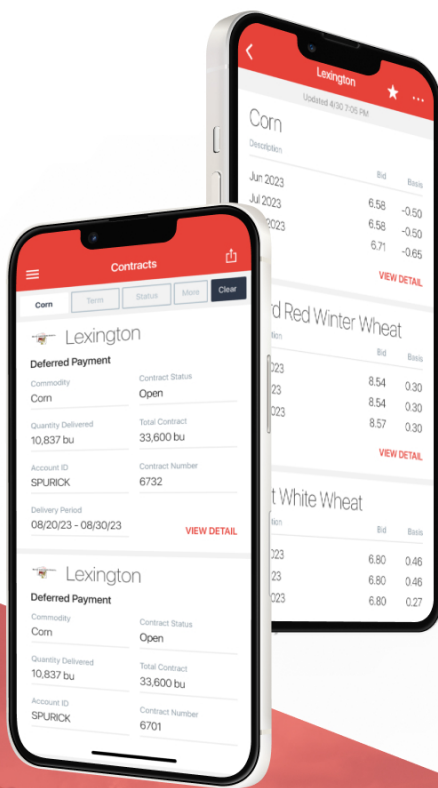 Contracts
Corn Term Status More Clear
Lexington
Deferred Payment
Commodity Contract Status
Corn Open
Quantity Delivered Total Contract
10,837 bu 33,600 bu
Account ID Contract Number
SPURICK 6732
Delivery Period
08/20/23 - 08/30/23 VIEW DETAIL
Lexington
Deferred Payment
Commodity Contract Status
Corn Open
Quantity Delivered Total Contract
10,837 bu 33,600 bu
Account ID Contract Number
SPURICK 6701
Lexington
Updated 4/30 7:05 PM
Corn
Description Bid Basis
Jun 2023 6.58 -0.50
Jul 2023 6.58 -0.50
2023 6.71 -0.65
VIEW DETAIL
Red Winter Wheat
Bid Basis
2023 8.54 0.30
8.54 0.30
2023 8.57 0.30
VIEW DETAIL
White Wheat
Bid Basis
6.80 0.46
6.80 0.46
6.80 0.27